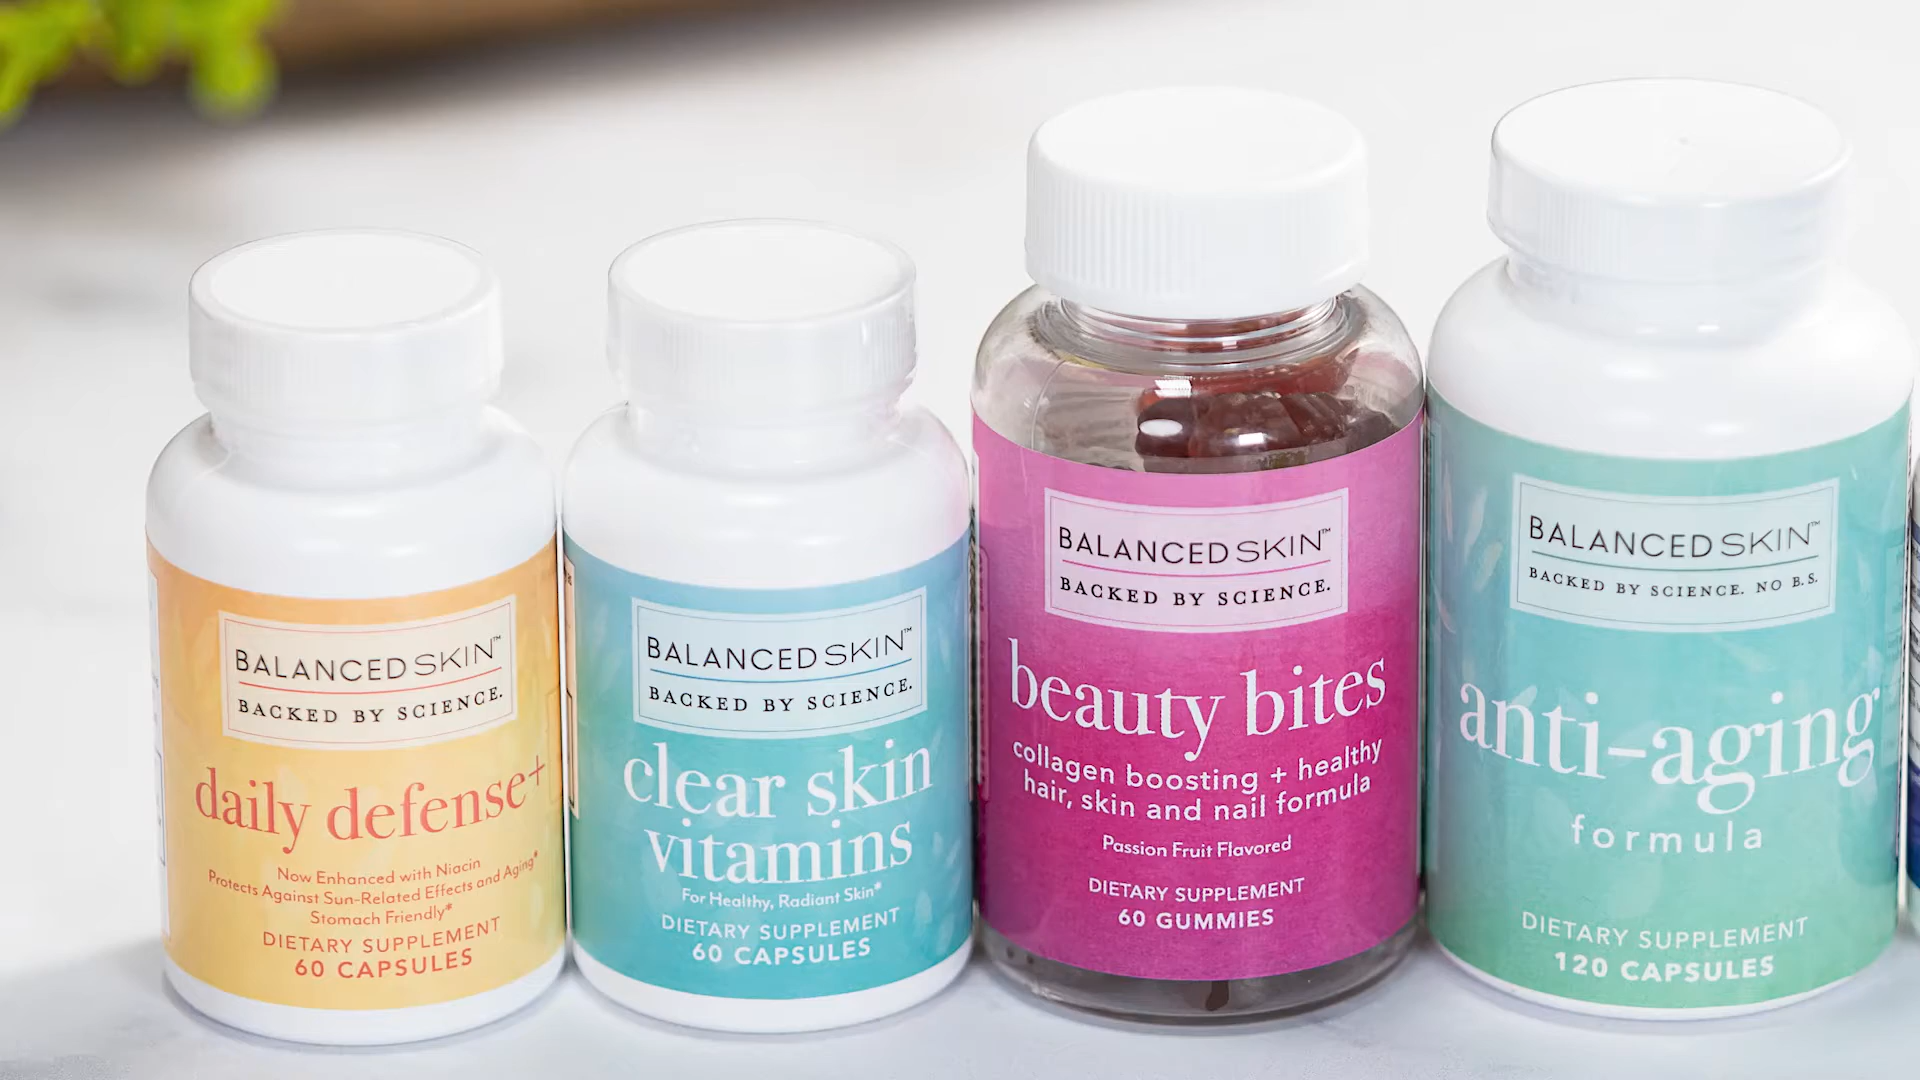 BALANCED SKIN™
BACKED BY SCIENCE.
daily defense+
Now Enhanced with Niacin
Protects Against Sun-Related Effects and Aging*
Stomach Friendly*
DIETARY SUPPLEMENT
60 CAPSULES
BALANCED SKIN™
BACKED BY SCIENCE.
clear skin
vitamins
For Healthy, Radiant Skin*
DIETARY SUPPLEMENT
60 CAPSULES
BALANCED SKIN™
BACKED BY SCIENCE.
beauty bites
collagen boosting + healthy
hair, skin and nail formula
Passion Fruit Flavored
DIETARY SUPPLEMENT
60 GUMMIES
BALANCED SKIN™
BACKED BY SCIENCE. NO B.S.
anti-aging
formula
DIETARY SUPPLEMENT
120 CAPSULES